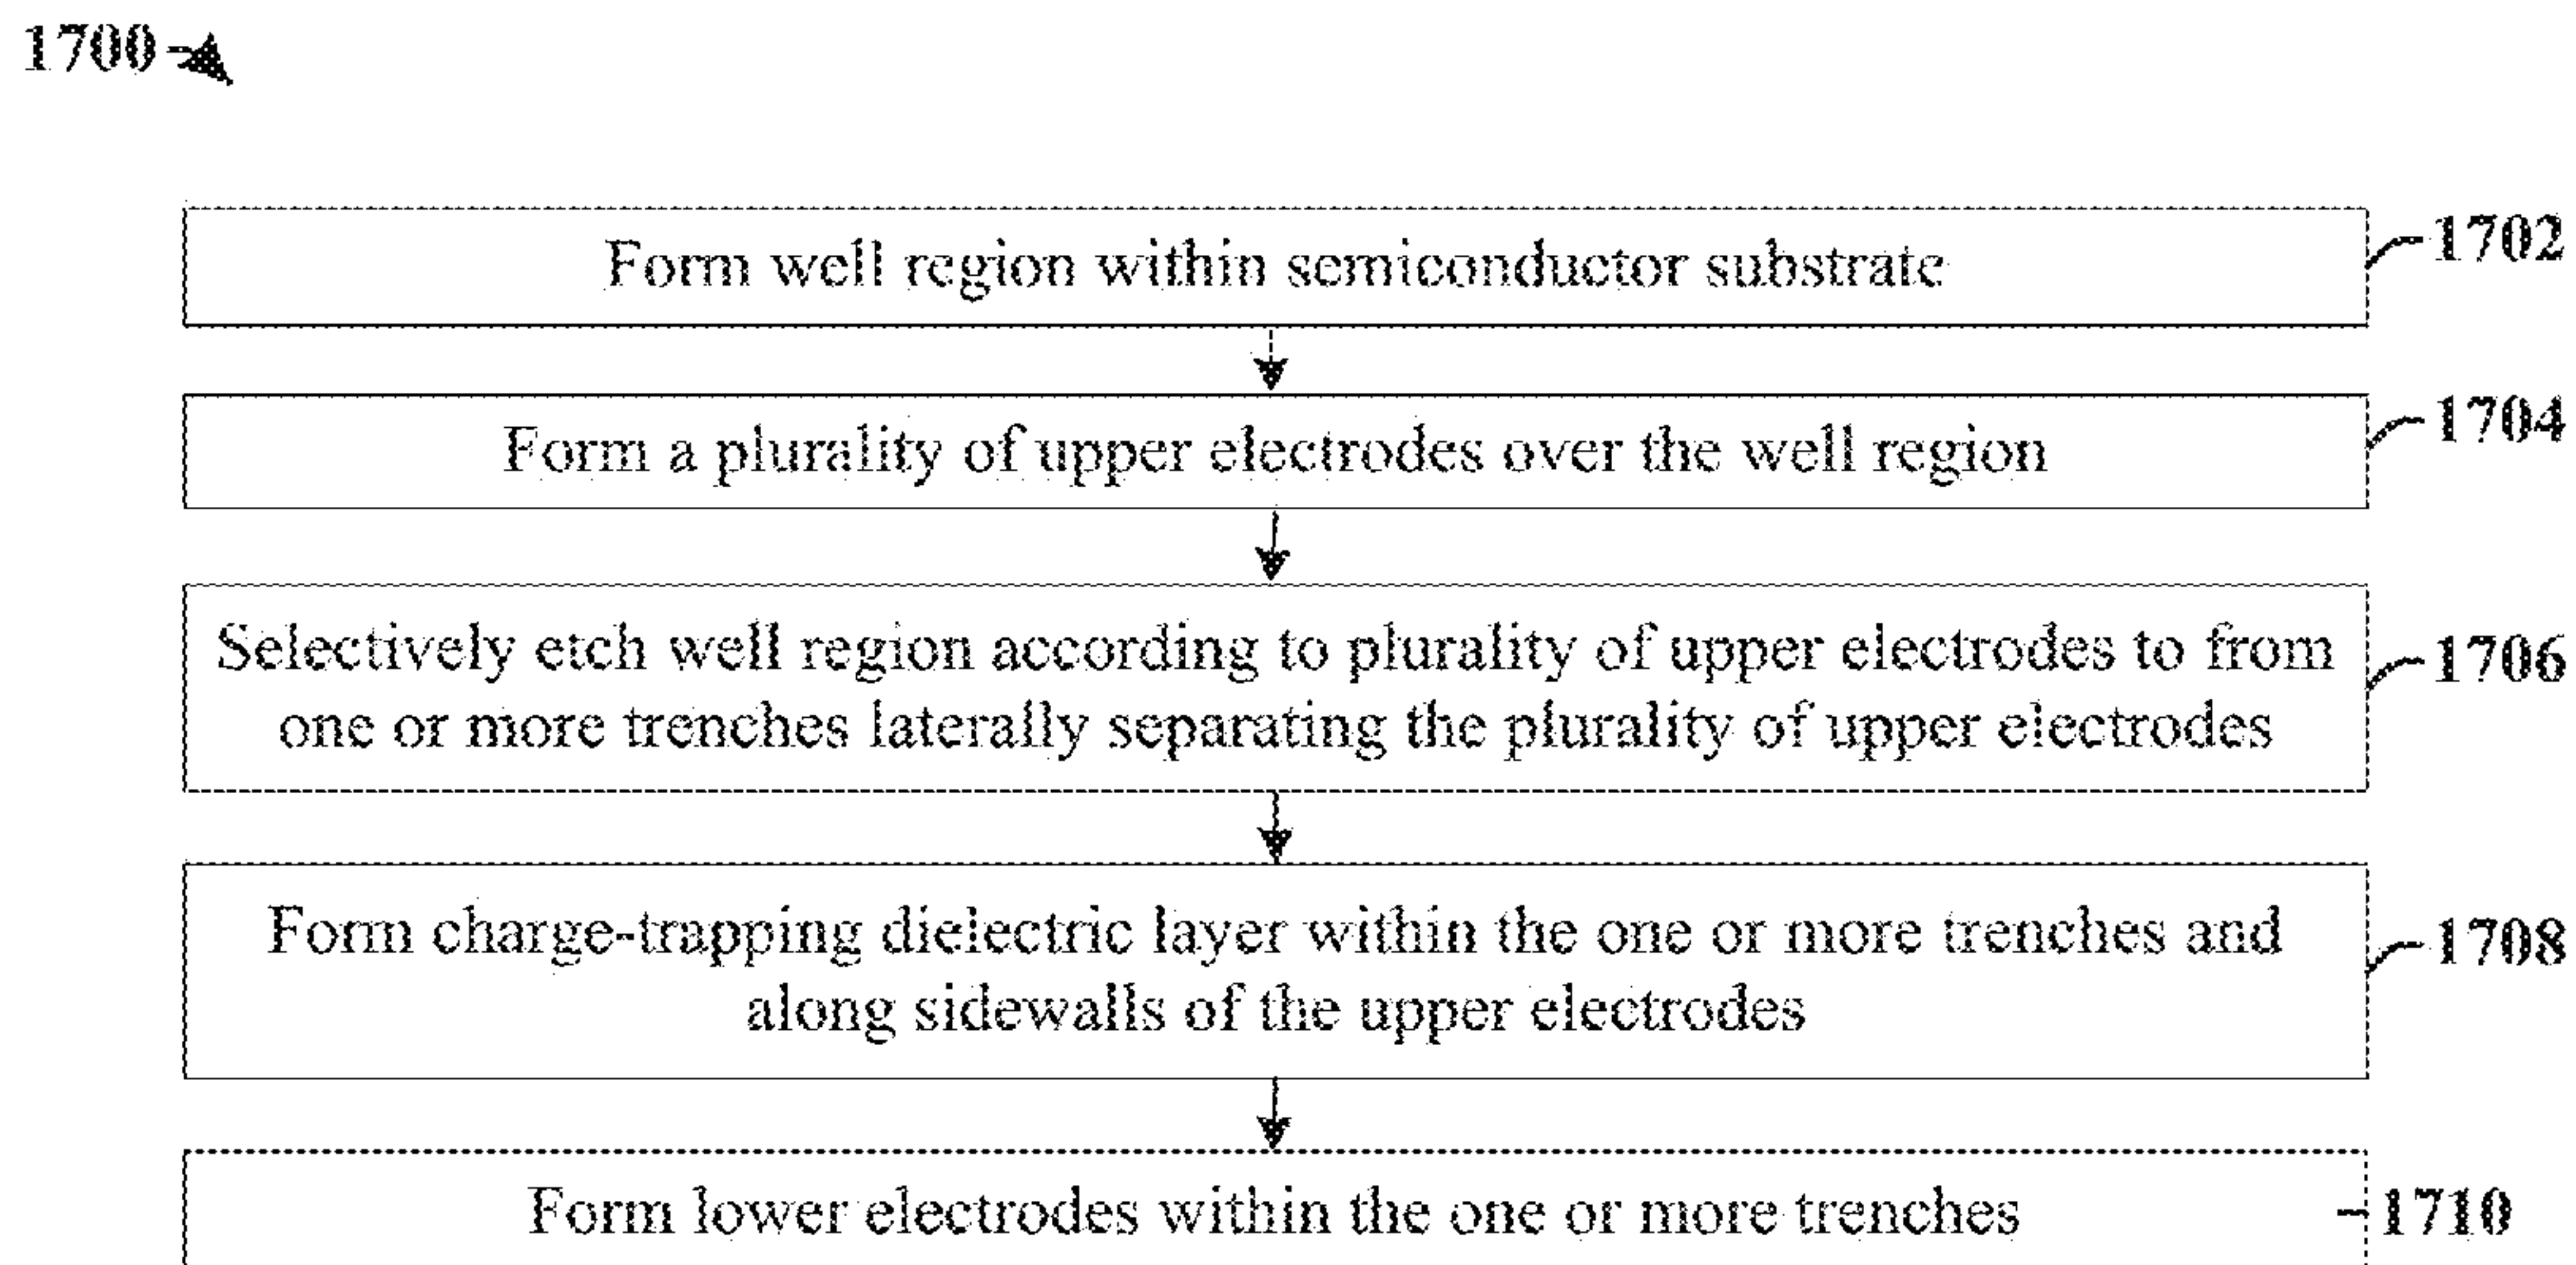 1700
Form well region within semiconductor substrate
1702
Form a plurality of upper electrodes over the well region
1704
Selectively etch well region according to plurality of upper electrodes to from
one or more trenches laterally separating the plurality of upper electrodes
1706
Form charge-trapping dielectric layer within the one or more trenches and
along sidewalls of the upper electrodes
1708
Form lower electrodes within the one or more trenches
1710